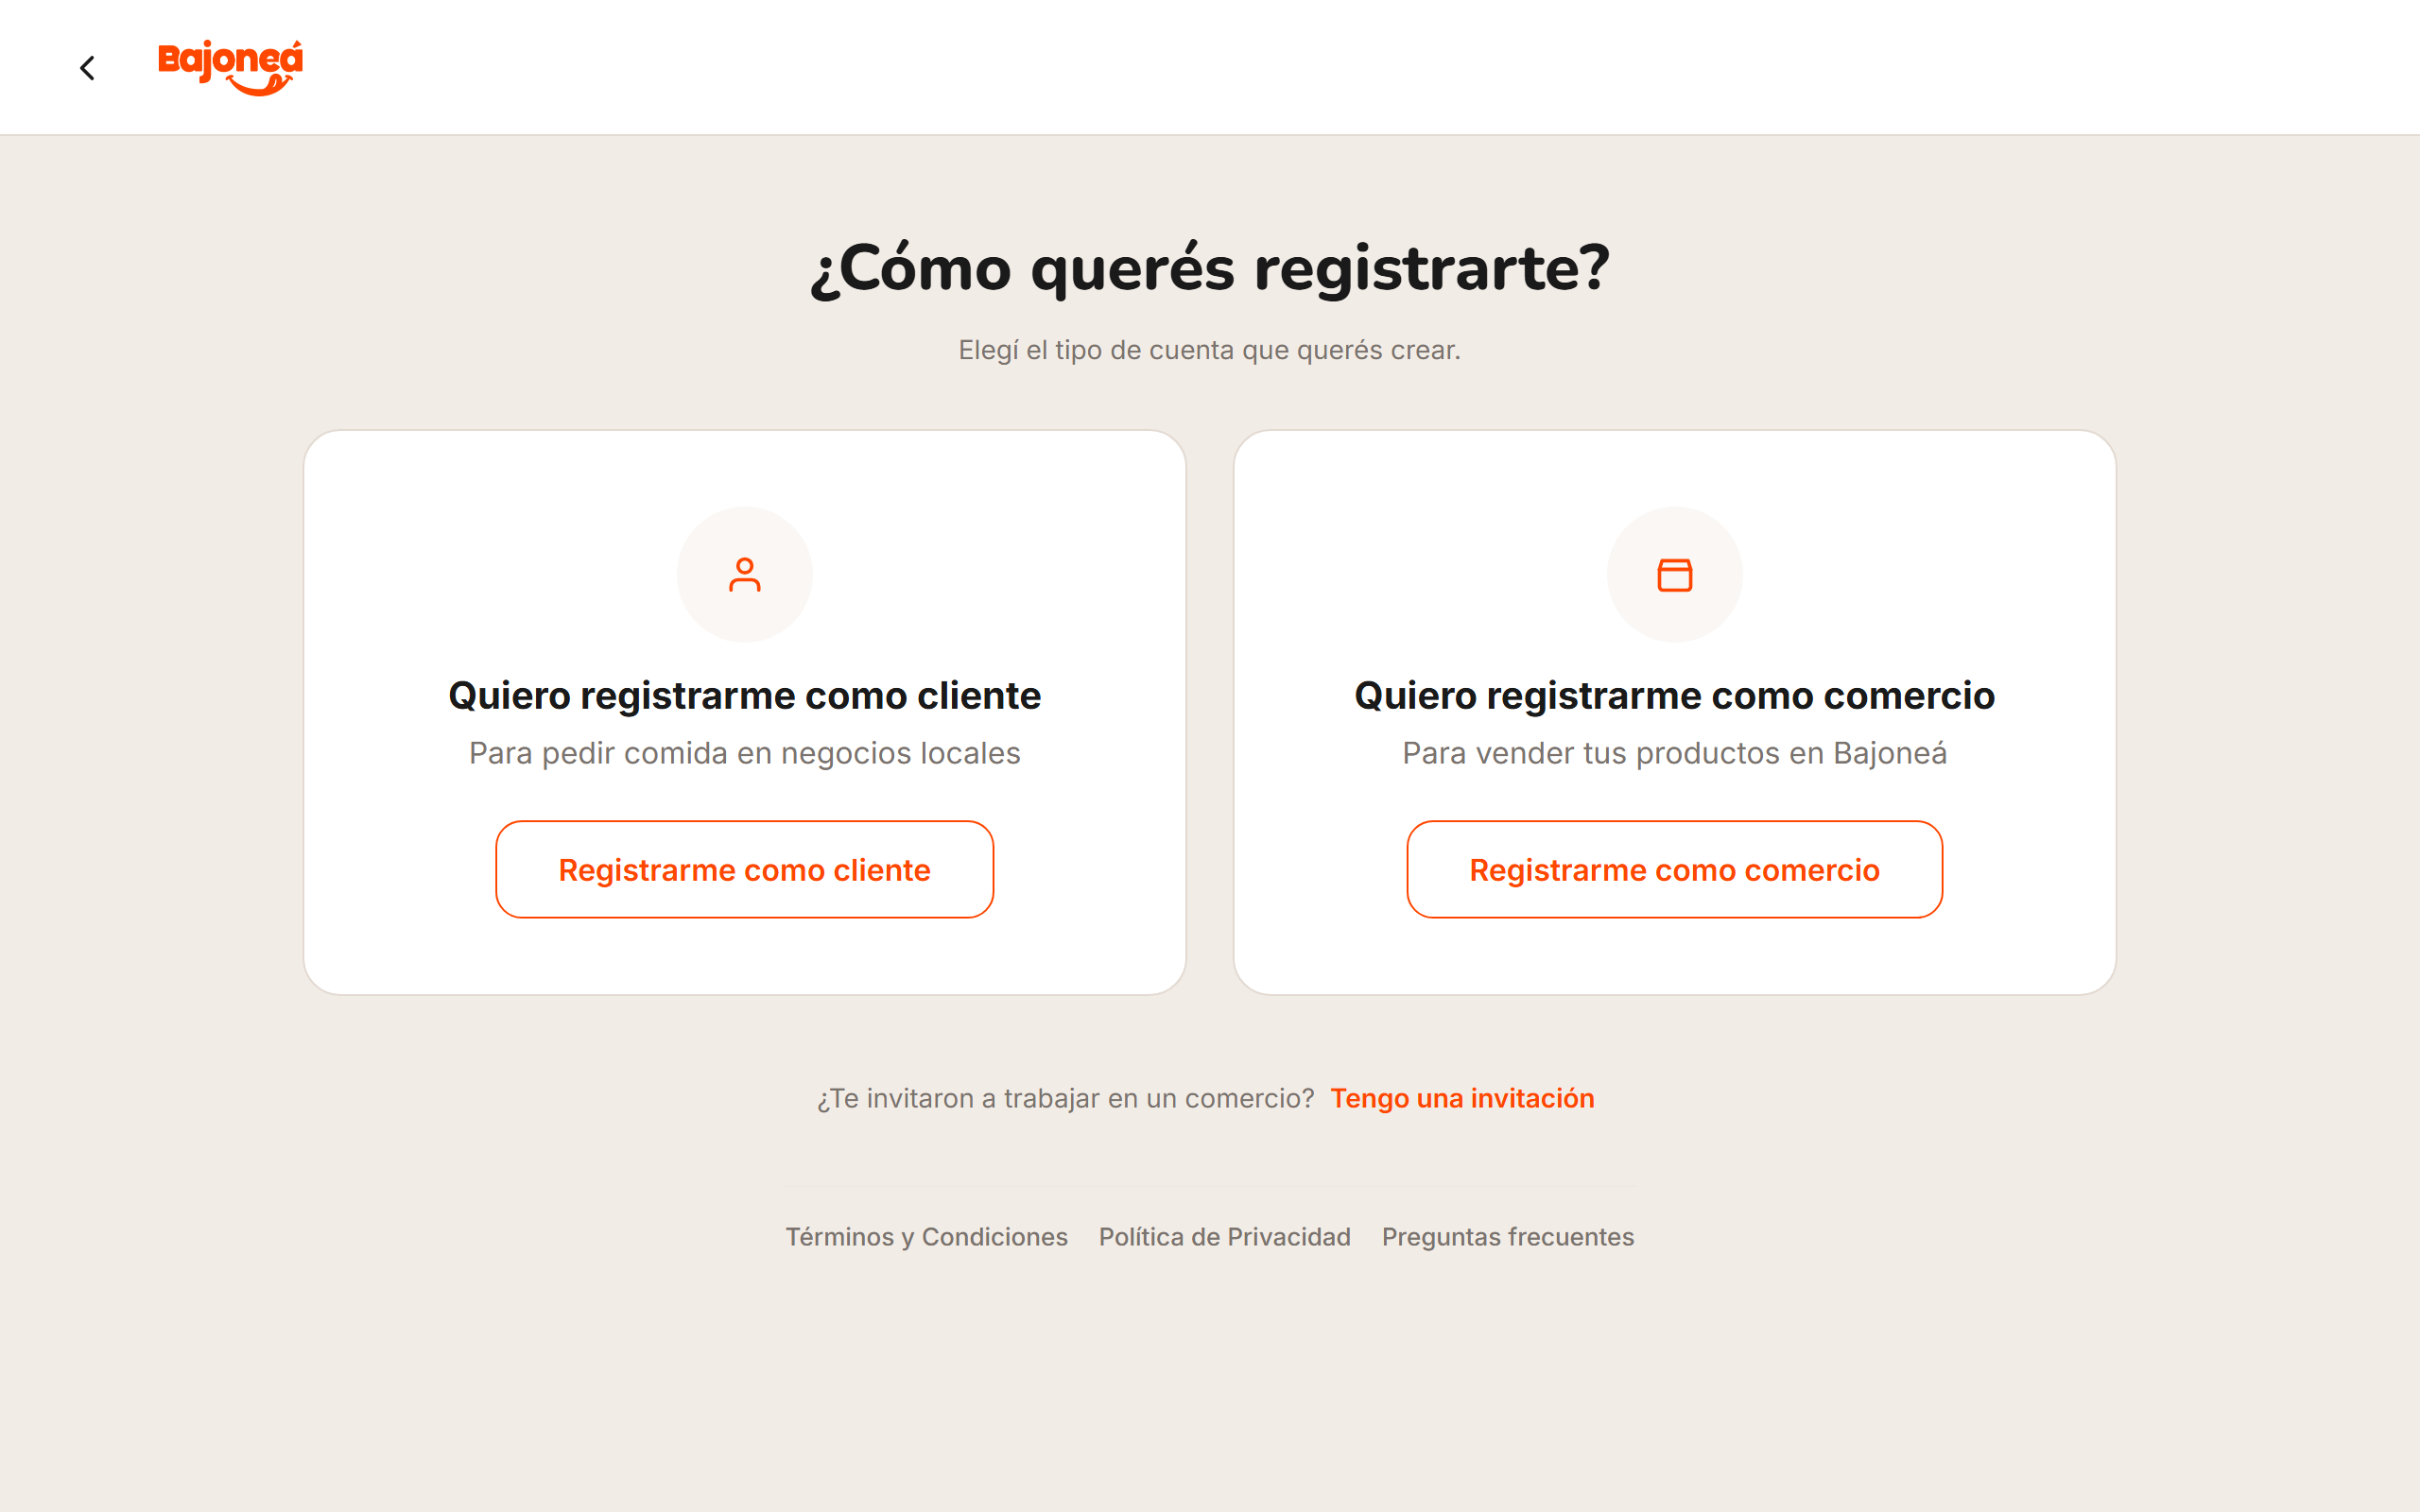 Bajoneá
¿Cómo querés registrarte?
Elegí el tipo de cuenta que querés crear.
Quiero registrarme como cliente
Para pedir comida en negocios locales
Registrarme como cliente
Quiero registrarme como comercio
Para vender tus productos en Bajoneá
Registrarme como comercio
¿Te invitaron a trabajar en un comercio? Tengo una invitación
Términos y Condiciones Política de Privacidad Preguntas frecuentes